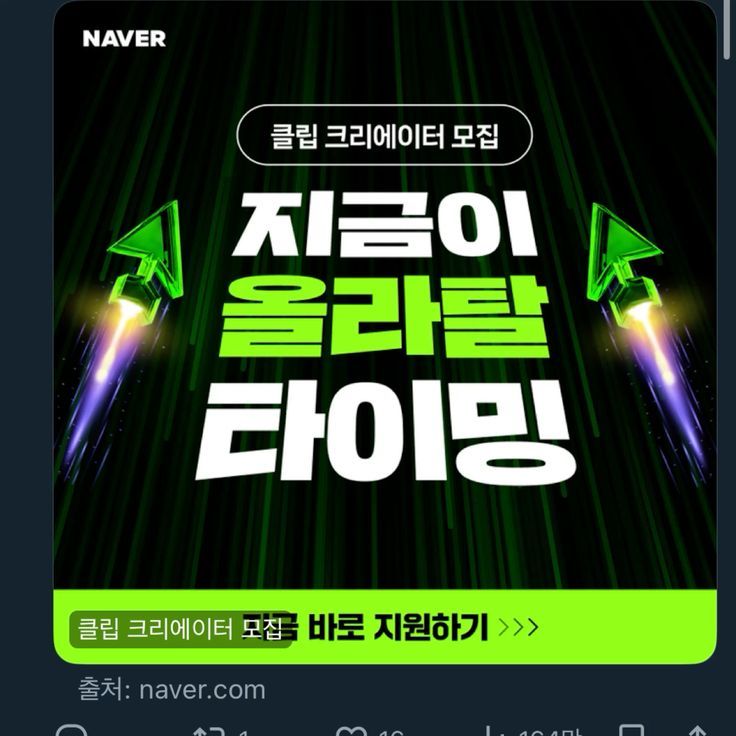 NAVER
클립 크리에이터 모집
지금이
올라탈
타이밍
지금 바로 지원하기 >>>
클립 크리에이터 모집
출처: naver.com